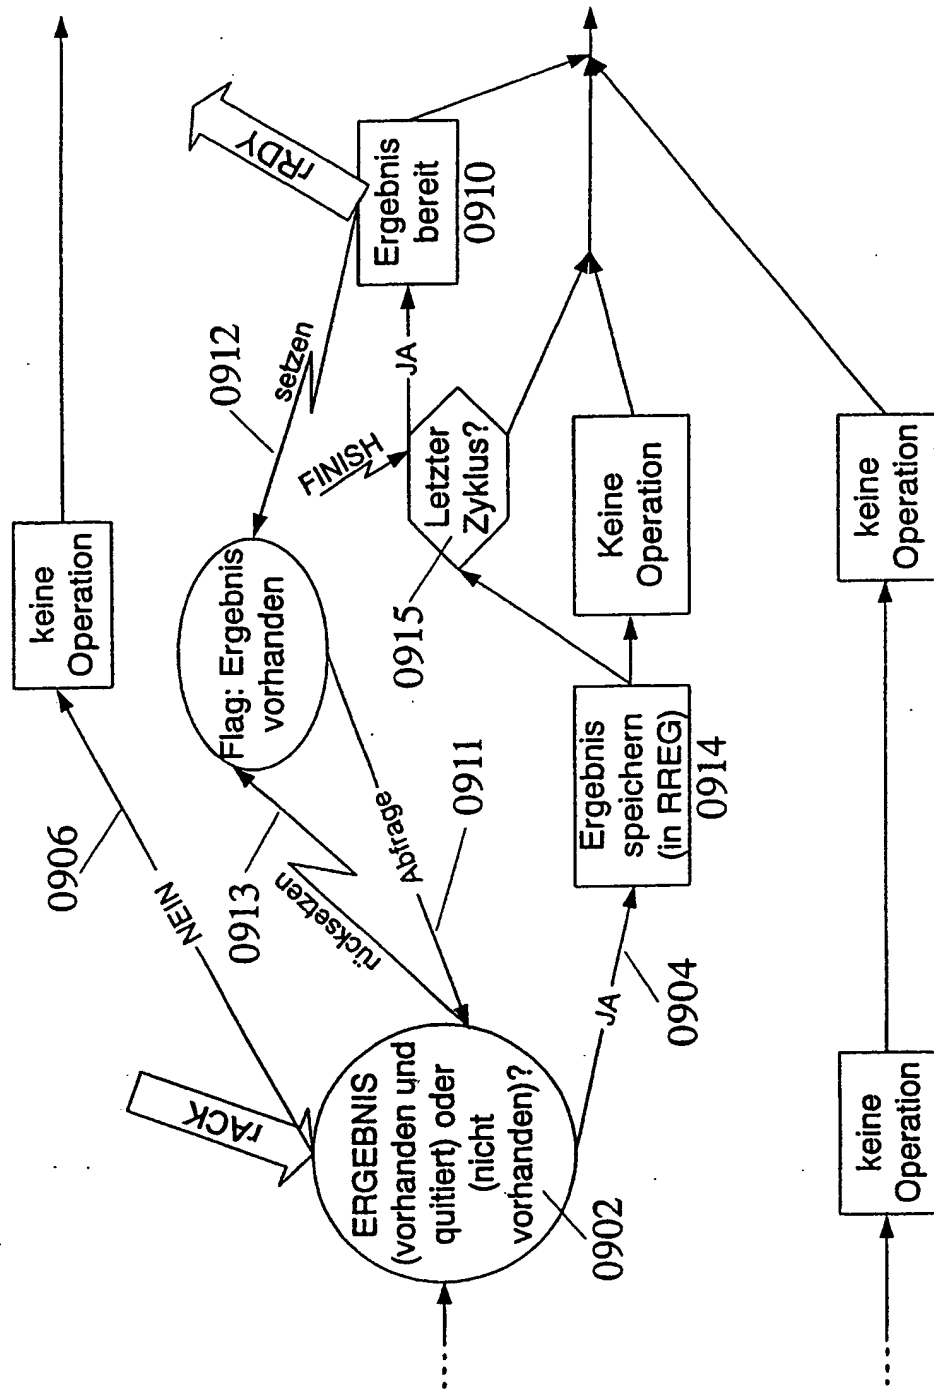 keine
Operation
0906
NEIN
rACK
rRDY
0912
setzen
Flag: Ergebnis
vorhanden
0913
rücksetzen
FINISH
Ergebnis
bereit
0910
JA
ERGEBNIS
(vorhanden und
quitiert) oder
(nicht
vorhanden)?
0902
Abfrage
0911
0915
Letzter
Zyklus?
JA
0904
Ergebnis
speichern
(in RREG)
0914
Keine
Operation
keine
Operation
keine
Operation